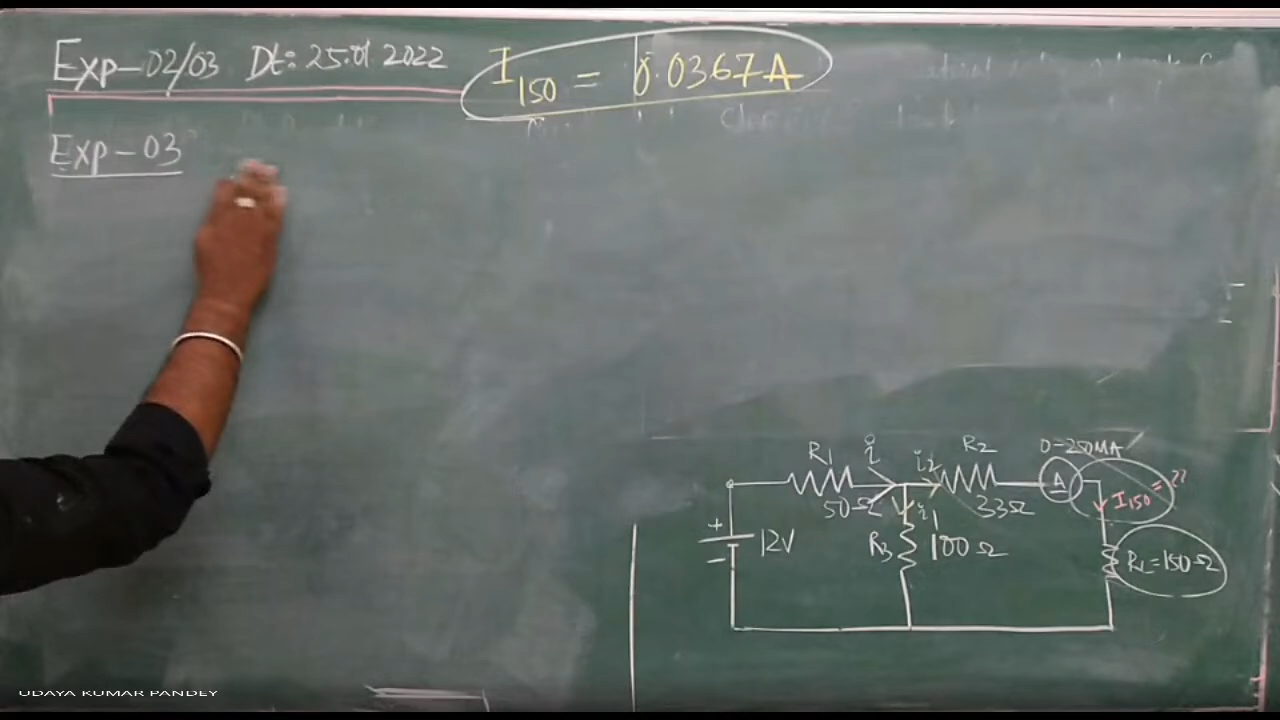 Exp-02/03 Dt: 25.01 2022
I150 = 0.0367A
Exp-03
R1 i i2 R2 0-250MA
50Ω 33Ω A I150 = ??
+ 12V - R3 i1 100Ω RL=150Ω
UDAYA KUMAR PANDEY